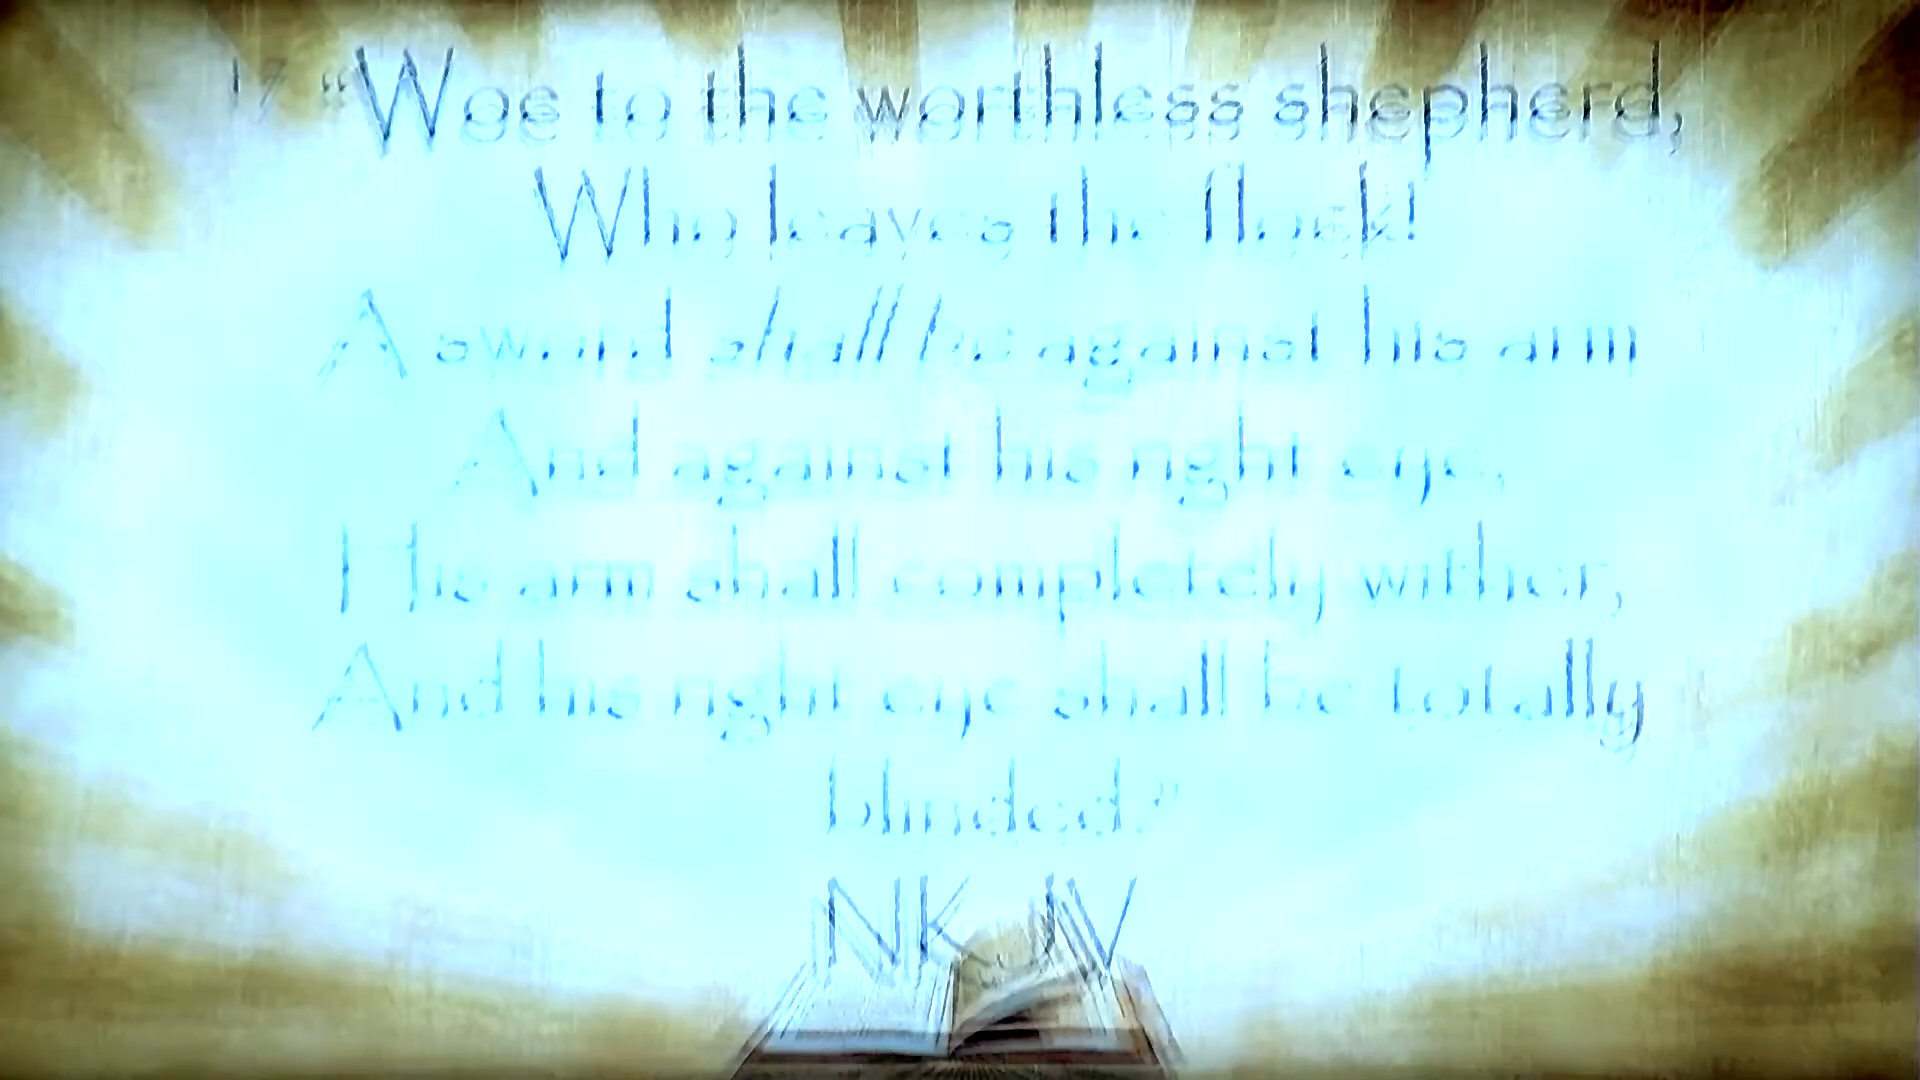 17 “Woe to the worthless shepherd,
Who leaves the flock!
A sword shall be against his arm
And against his right eye;
His arm shall completely wither,
And his right eye shall be totally
blinded.”
NKJV